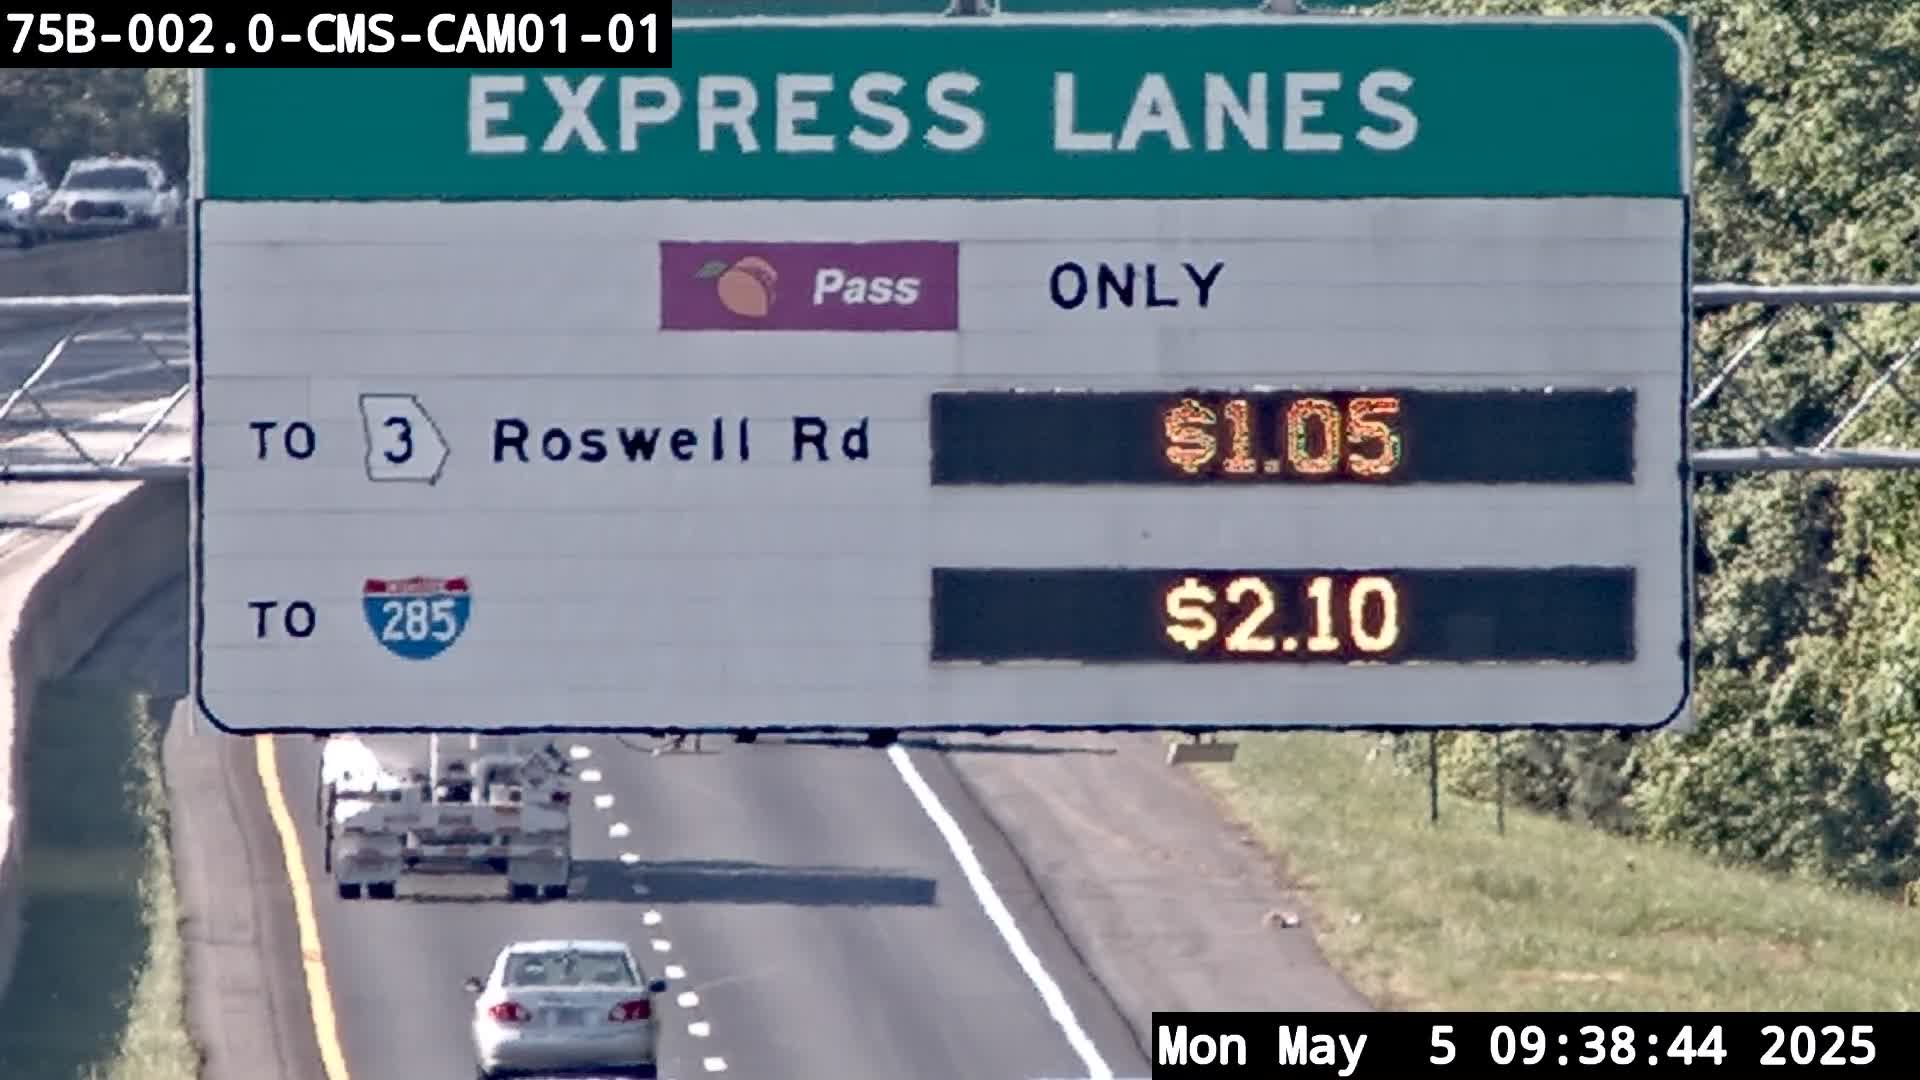 75B-002.0-CMS-CAM01-01
EXPRESS LANES
Pass ONLY
TO 3 Roswell Rd $1.05
TO 285 $2.10
Mon May 5 09:38:44 2025